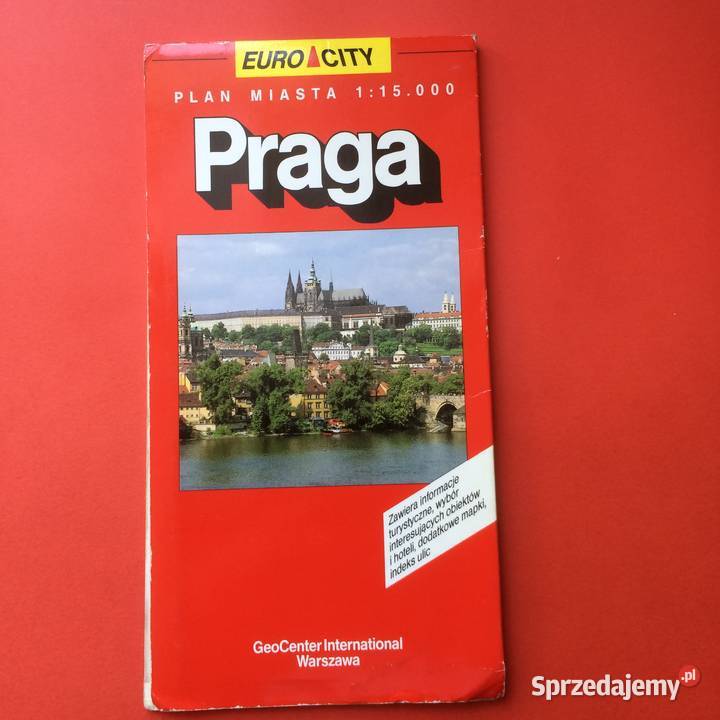 EURO CITY
PLAN MIASTA 1:15.000
Praga
Zawiera informacje
turystyczne, wybór
interesujących obiektów
i hoteli, dodatkowe mapki,
indeks ulic
GeoCenter International
Warszawa
Sprzedajemy.pl